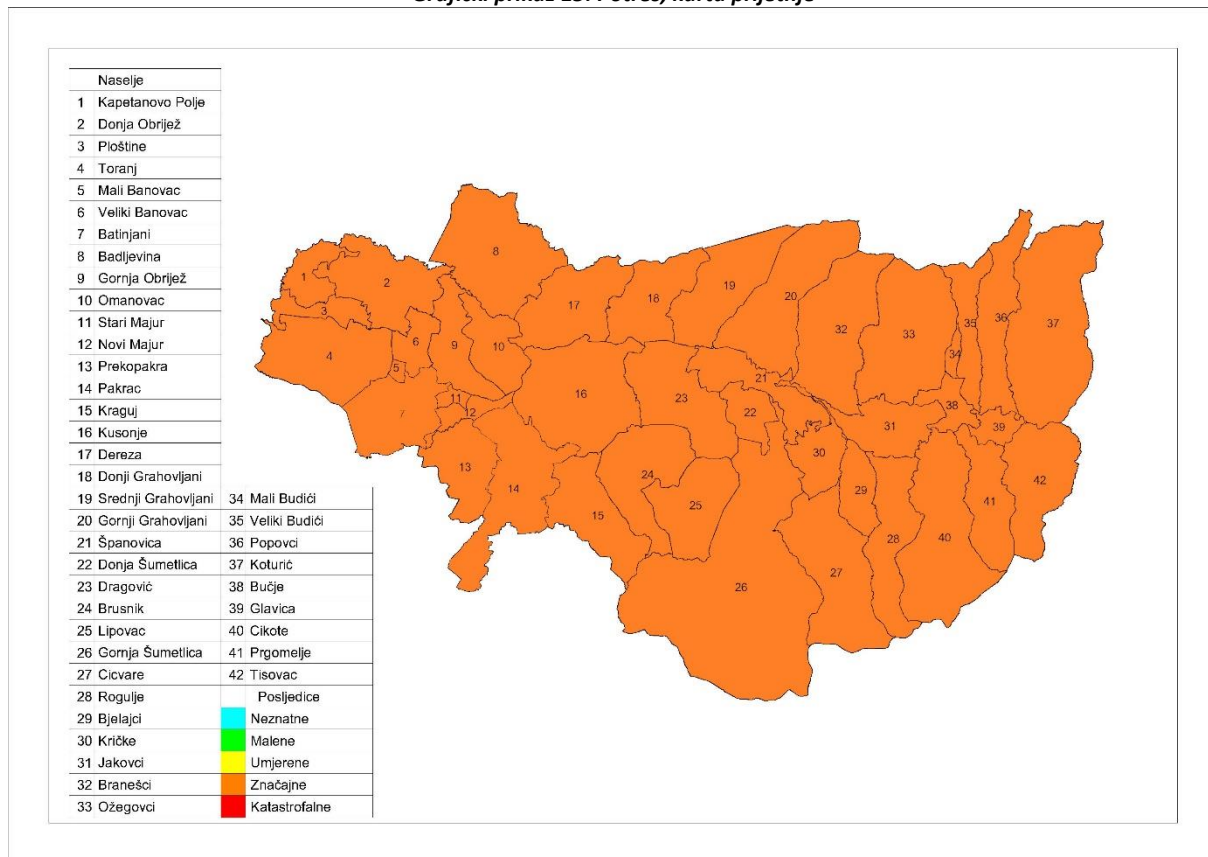 Grafički prikaz Potres, karta prijetnje
Naselje
1 Kapetanovo Polje
2 Donja Obrijež
3 Ploštine
4 Toranj
5 Mali Banovac
6 Veliki Banovac
7 Batinjani
8 Badljevina
9 Gornja Obrijež
10 Omanovac
11 Stari Majur
12 Novi Majur
13 Prekopakra
14 Pakrac
15 Kraguj
16 Kusonje
17 Dereza
18 Donji Grahovljani
19 Srednji Grahovljani
20 Gornji Grahovljani
21 Španovica
22 Donja Šumetlica
23 Dragović
24 Brusnik
25 Lipovac
26 Gornja Šumetlica
27 Cicvare
28 Rogulje
29 Bjelajci
30 Kričke
31 Jakovci
32 Branešci
33 Ožegovci
34 Mali Budići
35 Veliki Budići
36 Popovci
37 Koturić
38 Bučje
39 Glavica
40 Cikote
41 Prgomelje
42 Tisovac
Posljedice
Neznatne
Malene
Umjerene
Značajne
Katastrofalne
1
2
3
4
5
6
7
8
9
10
11
12
13
14
15
16
17
18
19
20
21
22
23
24
25
26
27
28
29
30
31
32
33
34
35
36
37
38
39
40
41
42